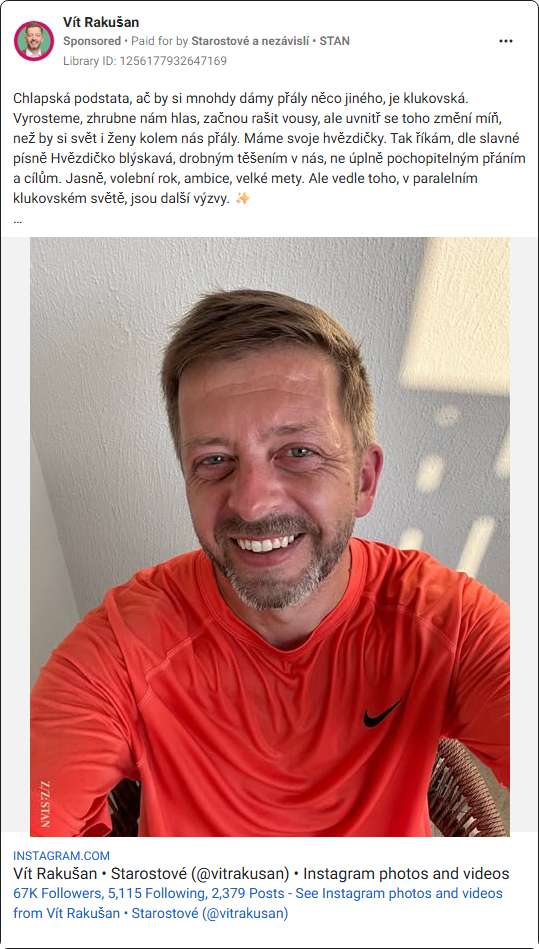 Vít Rakušan
Sponsored • Paid for by Starostové a nezávislí • STAN
Library ID: 1256177932647169
Chlapská podstata, ač by si mnohdy dámy přály něco jiného, je klukovská.
Vyrosteme, zhrubne nám hlas, začnou rašit vousy, ale uvnitř se toho změní míň,
než by si svět i ženy kolem nás přály. Máme svoje hvězdičky. Tak říkám, dle slavné
písně Hvězdičko blýskavá, drobným těšením v nás, ne úplně pochopitelným přáním
a cílům. Jasně, volební rok, ambice, velké mety. Ale vedle toho, v paralelním
klukovském světě, jsou další výzvy. ✨
...
Z/Z: STAN
INSTAGRAM.COM
Vít Rakušan • Starostové (@vitrakusan) • Instagram photos and videos
67K Followers, 5,115 Following, 2,379 Posts - See Instagram photos and videos
from Vít Rakušan • Starostové (@vitrakusan)